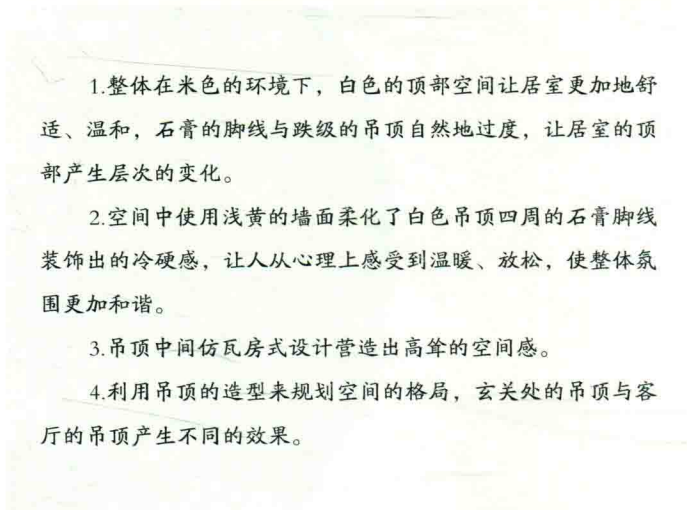 1.整体在米色的环境下，白色的顶部空间让居室更加地舒
适、温和，石膏的脚线与跌级的吊顶自然地过度，让居室的顶
部产生层次的变化。
2.空间中使用浅黄的墙面柔化了白色吊顶四周的石膏脚线
装饰出的冷硬感，让人从心理上感受到温暖、放松，使整体氛
围更加和谐。
3.吊顶中间仿瓦房式设计营造出高耸的空间感。
4.利用吊顶的造型来规划空间的格局，玄关处的吊顶与客
厅的吊顶产生不同的效果。